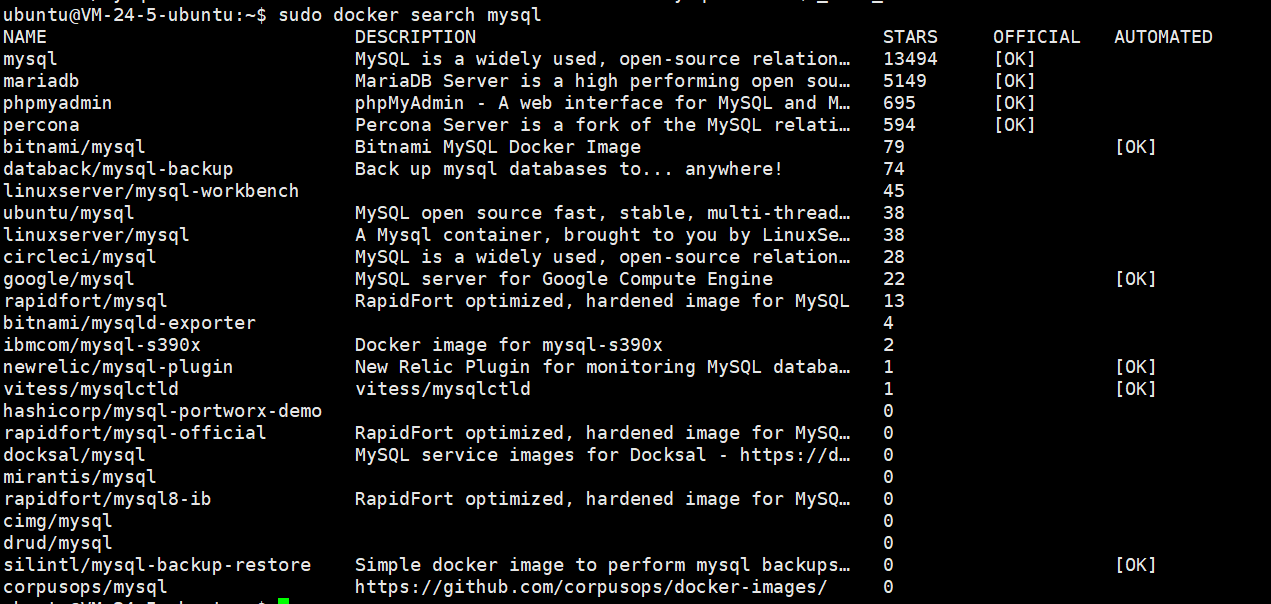 ubuntu@VM-24-5-ubuntu:~$ sudo docker search mysql
NAME DESCRIPTION STARS OFFICIAL AUTOMATED
mysql MySQL is a widely used, open-source relation… 13494 [OK]
mariadb MariaDB Server is a high performing open sou… 5149 [OK]
phpmyadmin phpMyAdmin - A web interface for MySQL and M… 695 [OK]
percona Percona Server is a fork of the MySQL relati… 594 [OK]
bitnami/mysql Bitnami MySQL Docker Image 79 [OK]
databack/mysql-backup Back up mysql databases to... anywhere! 74
linuxserver/mysql-workbench 45
ubuntu/mysql MySQL open source fast, stable, multi-thread… 38
linuxserver/mysql A Mysql container, brought to you by LinuxSe… 38
circleci/mysql MySQL is a widely used, open-source relation… 28
google/mysql MySQL server for Google Compute Engine 22 [OK]
rapidfort/mysql RapidFort optimized, hardened image for MySQL 13
bitnami/mysqld-exporter 4
ibmcom/mysql-s390x Docker image for mysql-s390x 2
newrelic/mysql-plugin New Relic Plugin for monitoring MySQL databa… 1 [OK]
vitess/mysqlctld vitess/mysqlctld 1 [OK]
hashicorp/mysql-portworx-demo 0
rapidfort/mysql-official RapidFort optimized, hardened image for MySQ… 0
docksal/mysql MySQL service images for Docksal - https://d… 0
mirantis/mysql 0
rapidfort/mysql8-ib RapidFort optimized, hardened image for MySQ… 0
cimg/mysql 0
drud/mysql 0
silintl/mysql-backup-restore Simple docker image to perform mysql backups… 0 [OK]
corpusops/mysql https://github.com/corpusops/docker-images/ 0